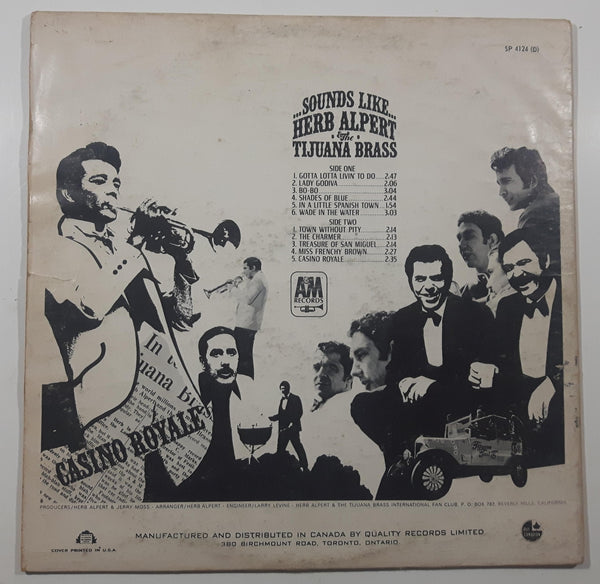 SP 4124 (D)
...SOUNDS LIKE...
HERB ALPERT
& The
TIJUANA BRASS
SIDE ONE
1. GOTTA LOTTA LIVIN' TO DO....2.47
2. LADY GODIVA...........2.06
3. BO-BO................3.04
4. SHADES OF BLUE.......2.44
5. IN A LITTLE SPANISH TOWN...1.54
6. WADE IN THE WATER......3.03
SIDE TWO
1. TOWN WITHOUT PITY......2.14
2. THE CHARMER..........2.13
3. TREASURE OF SAN MIGUEL....2.14
4. MISS FRENCHY BROWN.....2.27
5. CASINO ROYALE.........2.35
A&M
RECORDS
In
juana Br
world
CASINO ROYALE
PRODUCERS/HERB ALPERT & JERRY MOSS - ARRANGER/HERB ALPERT - ENGINEER/LARRY LEVINE - HERB ALPERT & THE TIJUANA BRASS INTERNATIONAL FAN CLUB, P. O. BOX 787, BEVERLY HILLS, CALIFORNIA
MANUFACTURED AND DISTRIBUTED IN CANADA BY QUALITY RECORDS LIMITED
380 BIRCHMOUNT ROAD, TORONTO, ONTARIO.
COVER PRINTED IN U.S.A.